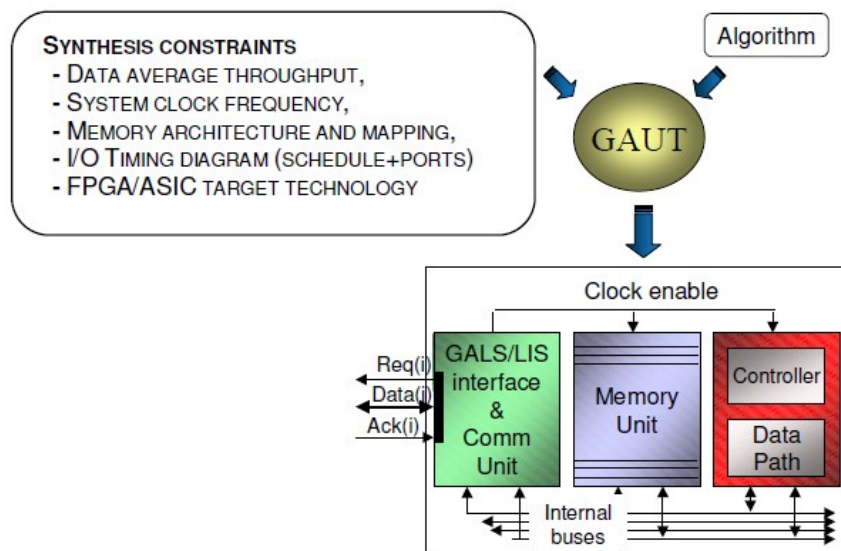 SYNTHESIS CONSTRAINTS
- DATA AVERAGE THROUGHPUT,
- SYSTEM CLOCK FREQUENCY,
- MEMORY ARCHITECTURE AND MAPPING,
- I/O TIMING DIAGRAM (SCHEDULE+PORTS)
- FPGA/ASIC TARGET TECHNOLOGY
Algorithm
GAUT
Clock enable
Req(i)
Data(i)
Ack(i)
GALS/LIS
interface
&
Comm
Unit
Memory
Unit
Controller
Data
Path
Internal
buses